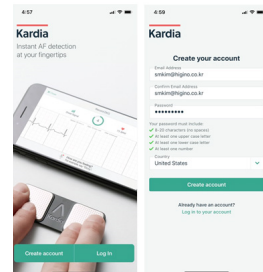 4:57
Kardia
Instant AF detection
at your fingertips
Create account
Log In
4:59
Kardia
Create your account
Email Address
smkim@higino.co.kr
Confirm Email Address
smkim@higino.co.kr
Password
•••••••••
Your password must include:
✓ 8-20 characters (no spaces)
✓ At least one upper case letter
✓ At least one lower case letter
✓ At least one number
Country
United States
Create account
Already have an account?
Log in to your account